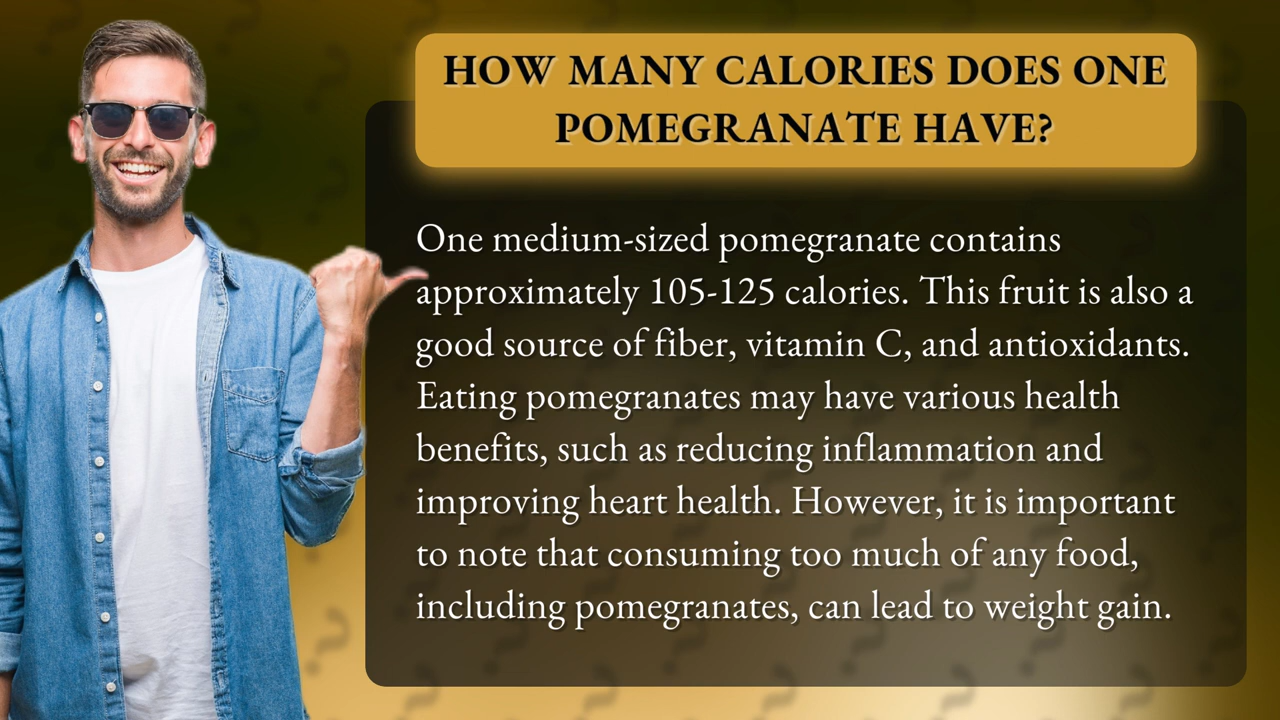 HOW MANY CALORIES DOES ONE
POMEGRANATE HAVE?
One medium-sized pomegranate contains
approximately 105-125 calories. This fruit is also a
good source of fiber, vitamin C, and antioxidants.
Eating pomegranates may have various health
benefits, such as reducing inflammation and
improving heart health. However, it is important
to note that consuming too much of any food,
including pomegranates, can lead to weight gain.